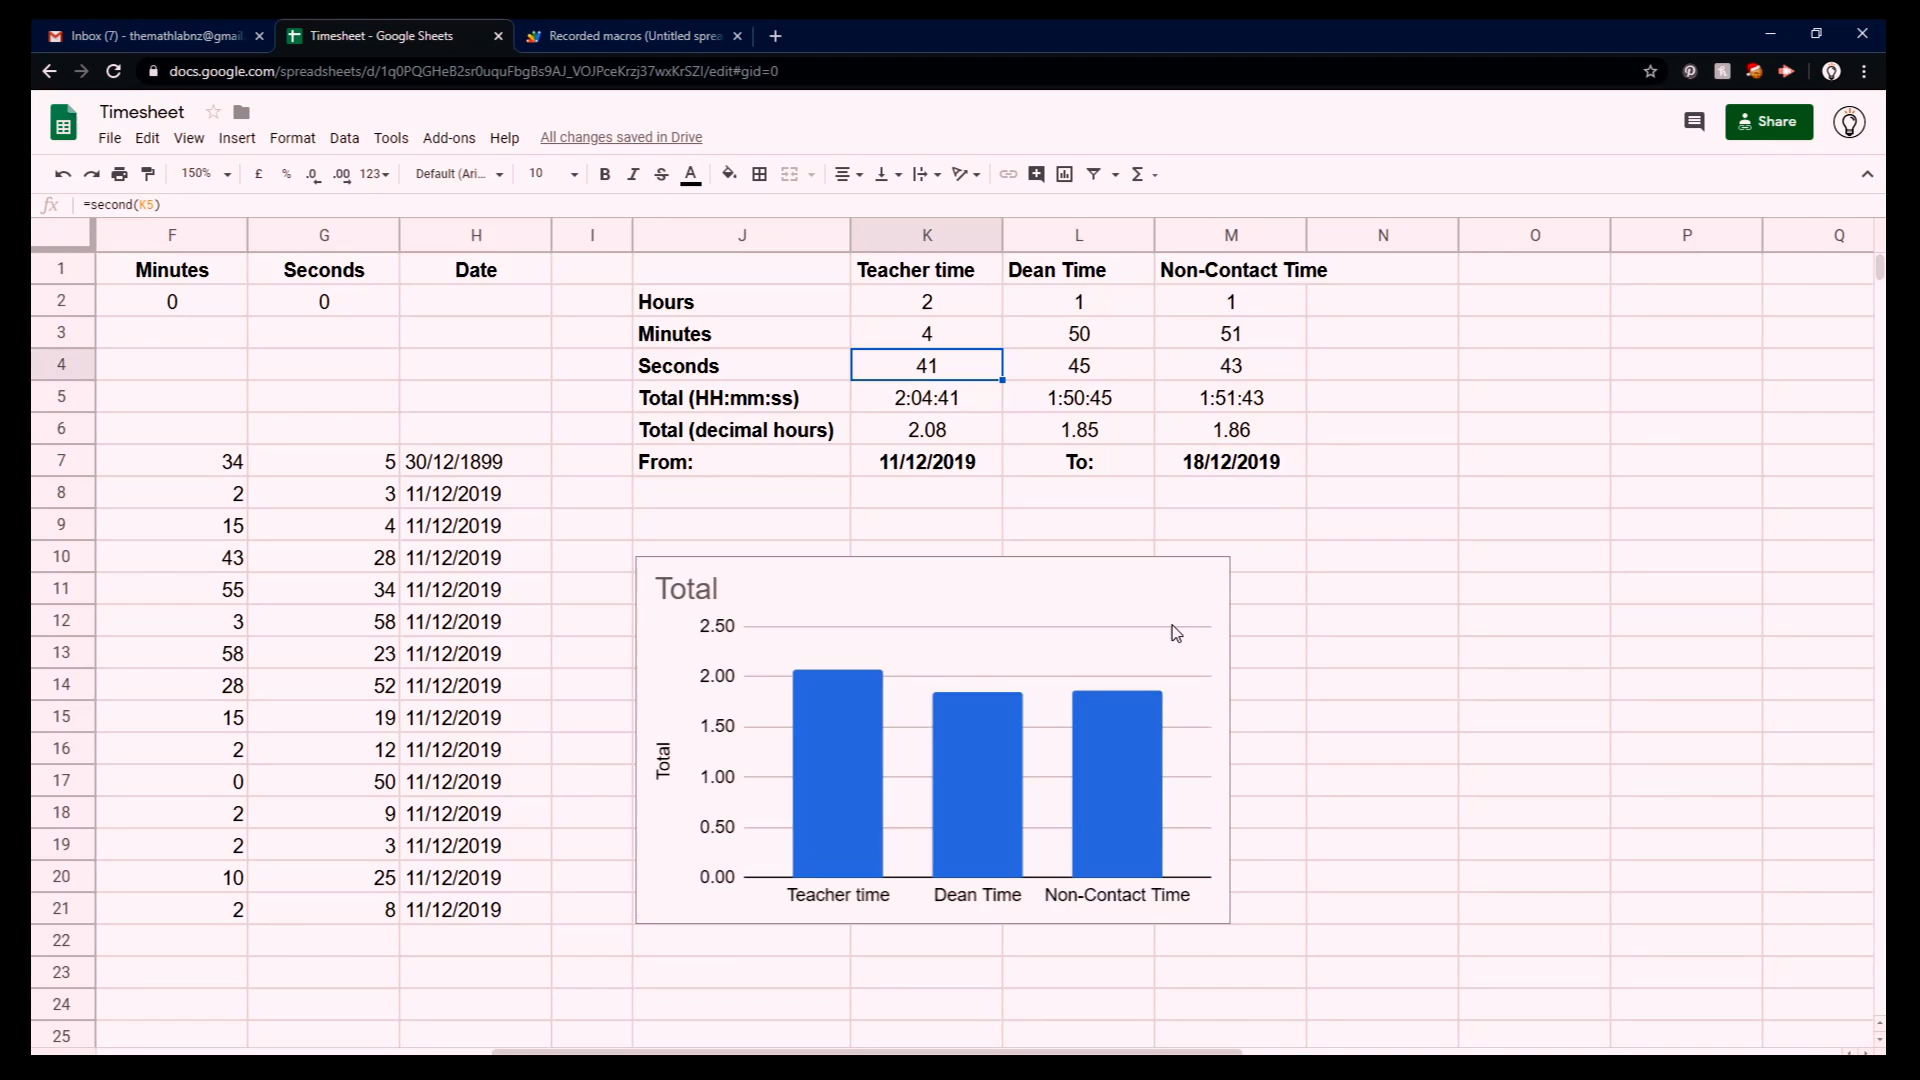 Inbox (7) - themathlabnz@gmail
Timesheet - Google Sheets
Recorded macros (Untitled sprea
docs.google.com/spreadsheets/d/1q0PQGHeB2sr0uquFbgBs9AJ_VOJPceKrzj37wxKrSZI/edit#gid=0
Timesheet
File Edit View Insert Format Data Tools Add-ons Help All changes saved in Drive
Share
150% £ % .0 .00 123 Default (Ari... 10 B I S A Σ
fx =second(K5)
F G H I J K L M N O P Q
1 Minutes Seconds Date Teacher time Dean Time Non-Contact Time
2 0 0 Hours 2 1 1
3 Minutes 4 50 51
4 Seconds 41 45 43
5 Total (HH:mm:ss) 2:04:41 1:50:45 1:51:43
6 Total (decimal hours) 2.08 1.85 1.86
7 34 5 30/12/1899 From: 11/12/2019 To: 18/12/2019
8 2 3 11/12/2019
9 15 4 11/12/2019
10 43 28 11/12/2019
11 55 34 11/12/2019
12 3 58 11/12/2019
13 58 23 11/12/2019
14 28 52 11/12/2019
15 15 19 11/12/2019
16 2 12 11/12/2019
17 0 50 11/12/2019
18 2 9 11/12/2019
19 2 3 11/12/2019
20 10 25 11/12/2019
21 2 8 11/12/2019
22
23
24
25
Total
2.50
2.00
1.50
1.00
0.50
0.00
Total
Teacher time Dean Time Non-Contact Time